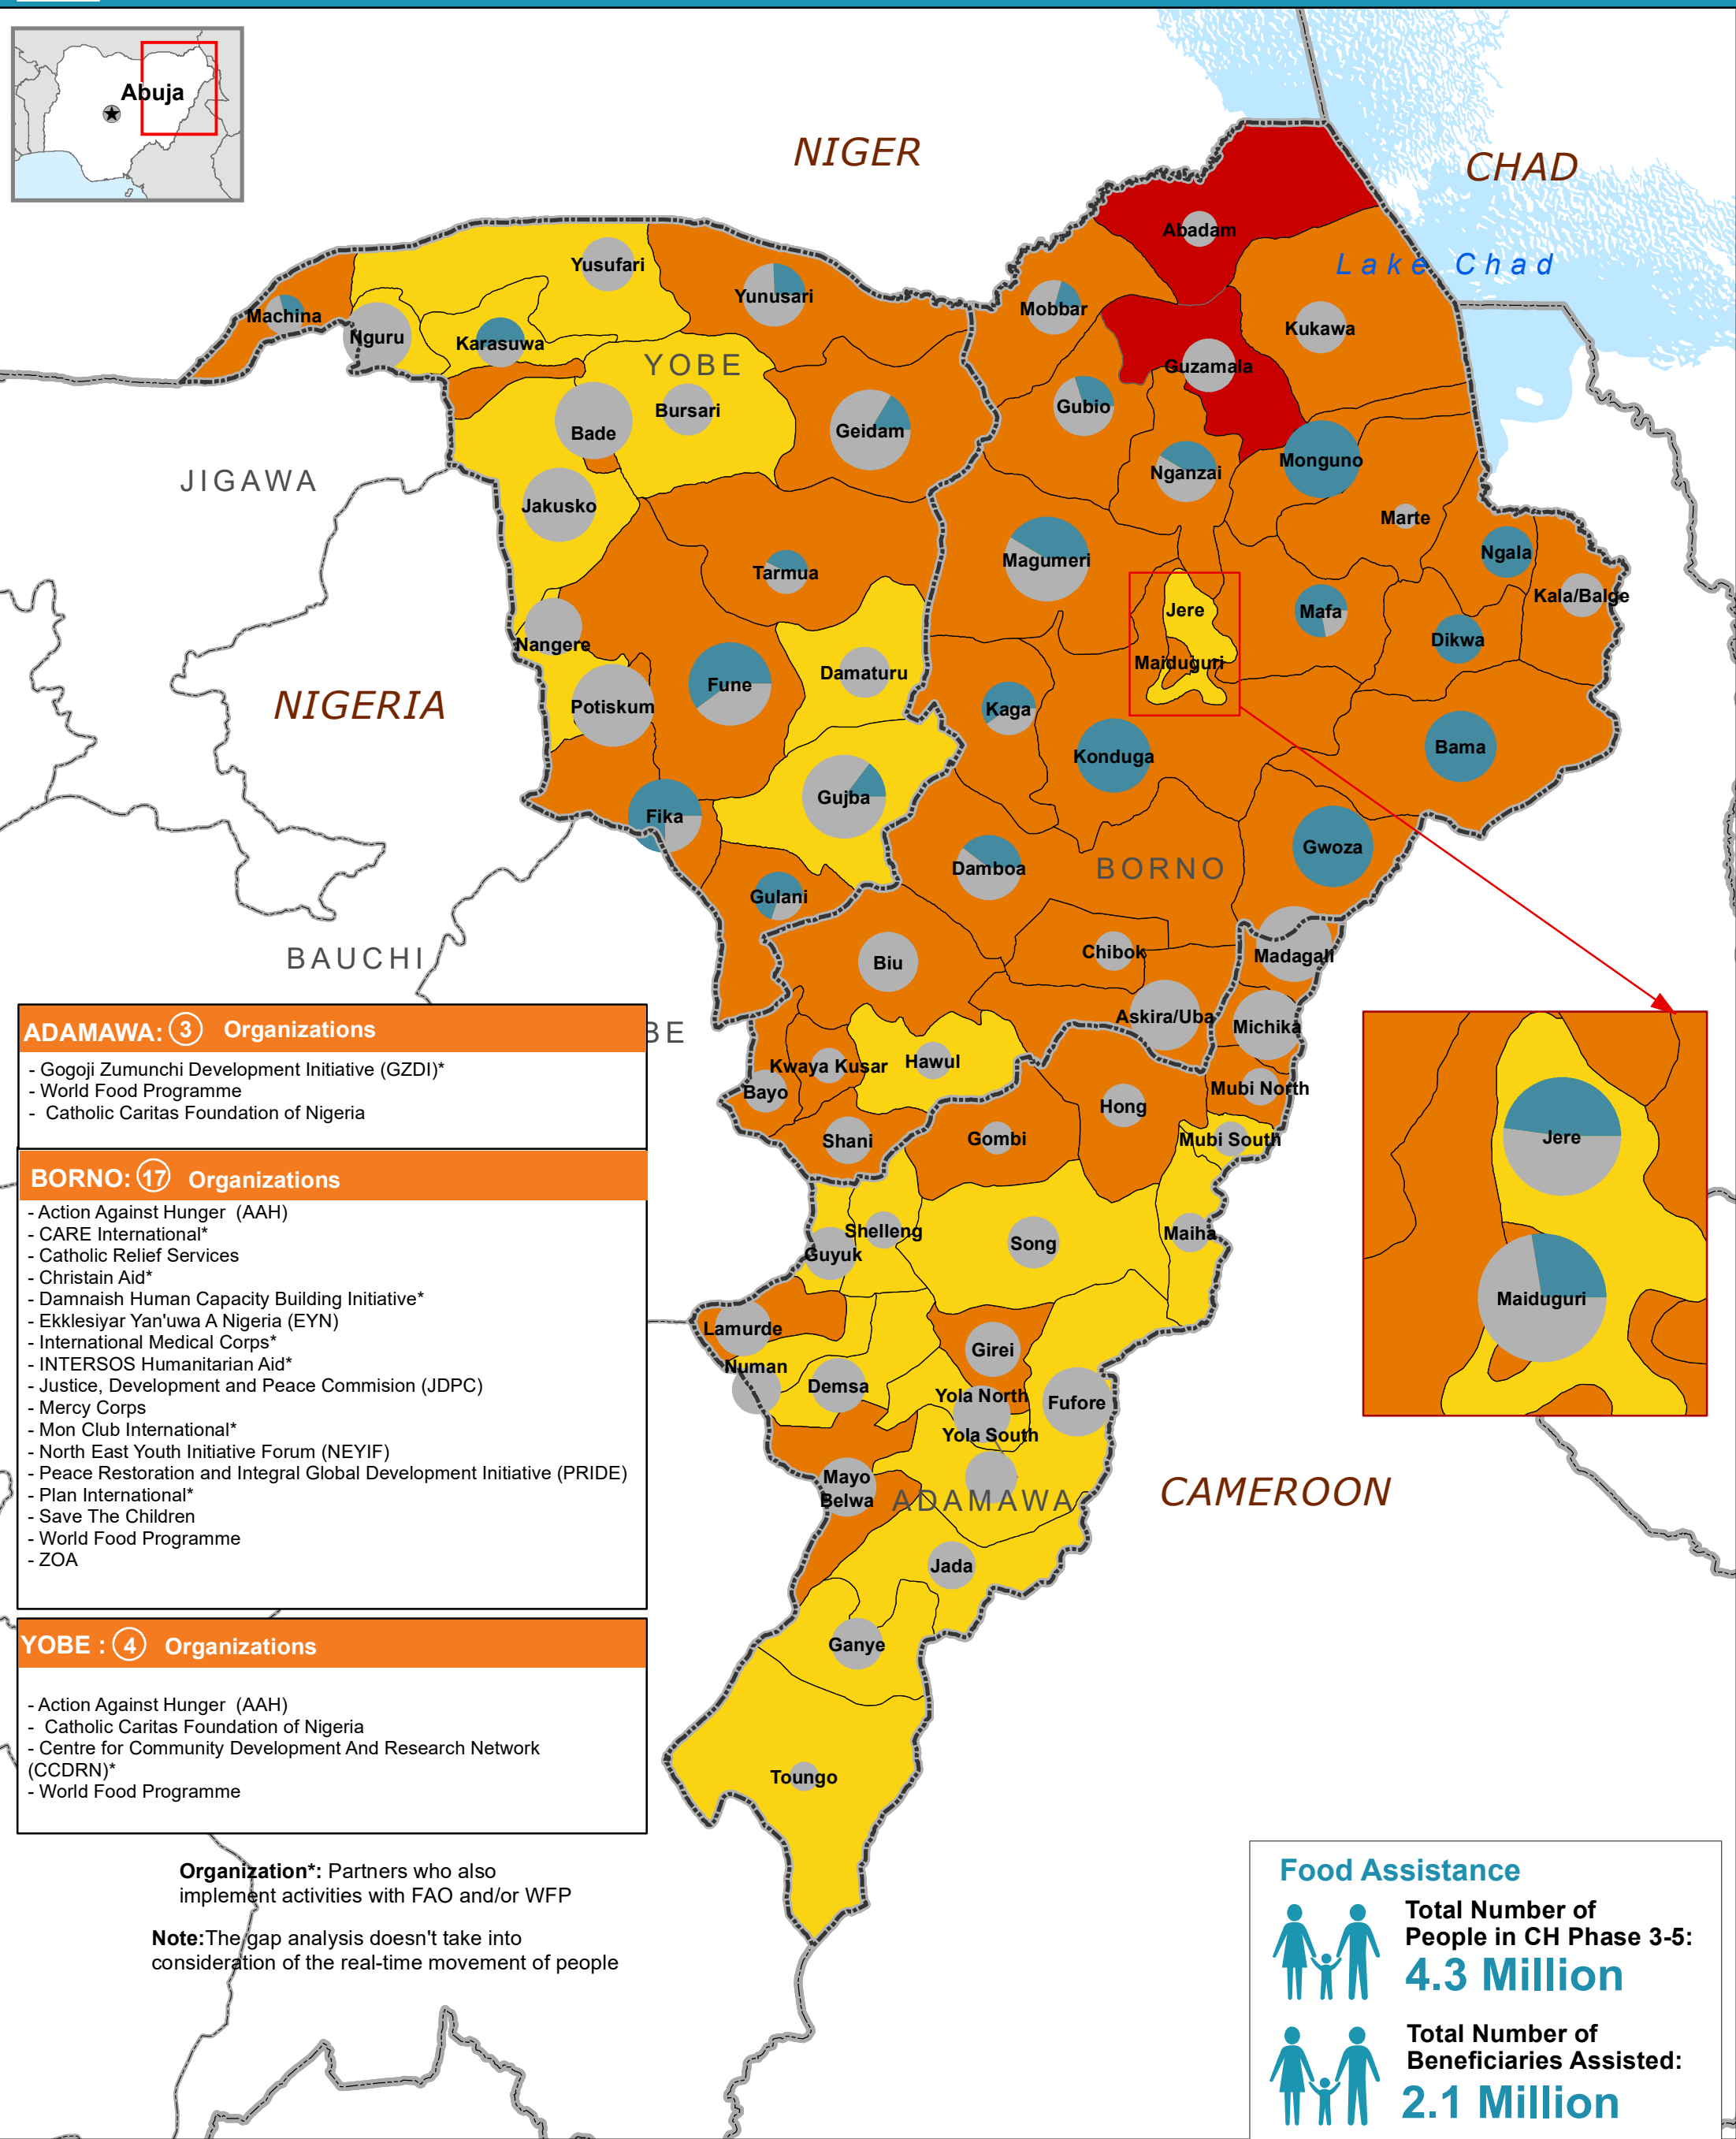 Abuja
NIGER
CHAD
Lake Chad
Abadam
Yusufari
Yunusari
Machina
Mobbar
Kukawa
Nguru
Karasuwa
YOBE
Guzamala
Bursari
Gubio
Bade
Geidam
Monguno
Nganzai
JIGAWA
Jakusko
Marte
Ngala
Magumeri
Tarmua
Kala/Balge
Jere
Mafa
Dikwa
Nangere
Maiduguri
Damaturu
Fune
NIGERIA
Potiskum
Kaga
Bama
Konduga
Gujba
Fika
Gwoza
Damboa
BORNO
Gulani
Chibok
Madagali
BAUCHI
Biu
Askira/Uba
Michika
BE
Hawul
Kwaya Kusar
Bayo
Mubi North
Hong
Shani
Gombi
Mubi South
Jere
Shelleng
Maiha
Song
Guyuk
Maiduguri
Lamurde
Girei
Numan
Demsa
Yola North
Fufore
Yola South
Mayo
Belwa
ADAMAWA
CAMEROON
Jada
Ganye
Toungo
ADAMAWA: 3 Organizations
- Gogoji Zumunchi Development Initiative (GZDI)*
- World Food Programme
- Catholic Caritas Foundation of Nigeria
BORNO: 17 Organizations
- Action Against Hunger (AAH)
- CARE International*
- Catholic Relief Services
- Christain Aid*
- Damnaish Human Capacity Building Initiative*
- Ekklesiyar Yan'uwa A Nigeria (EYN)
- International Medical Corps*
- INTERSOS Humanitarian Aid*
- Justice, Development and Peace Commision (JDPC)
- Mercy Corps
- Mon Club International*
- North East Youth Initiative Forum (NEYIF)
- Peace Restoration and Integral Global Development Initiative (PRIDE)
- Plan International*
- Save The Children
- World Food Programme
- ZOA
YOBE : 4 Organizations
- Action Against Hunger (AAH)
- Catholic Caritas Foundation of Nigeria
- Centre for Community Development And Research Network
(CCDRN)*
- World Food Programme
Organization*: Partners who also
implement activities with FAO and/or WFP
Note:The gap analysis doesn't take into
consideration of the real-time movement of people
Food Assistance
Total Number of
People in CH Phase 3-5:
4.3 Million
Total Number of
Beneficiaries Assisted:
2.1 Million